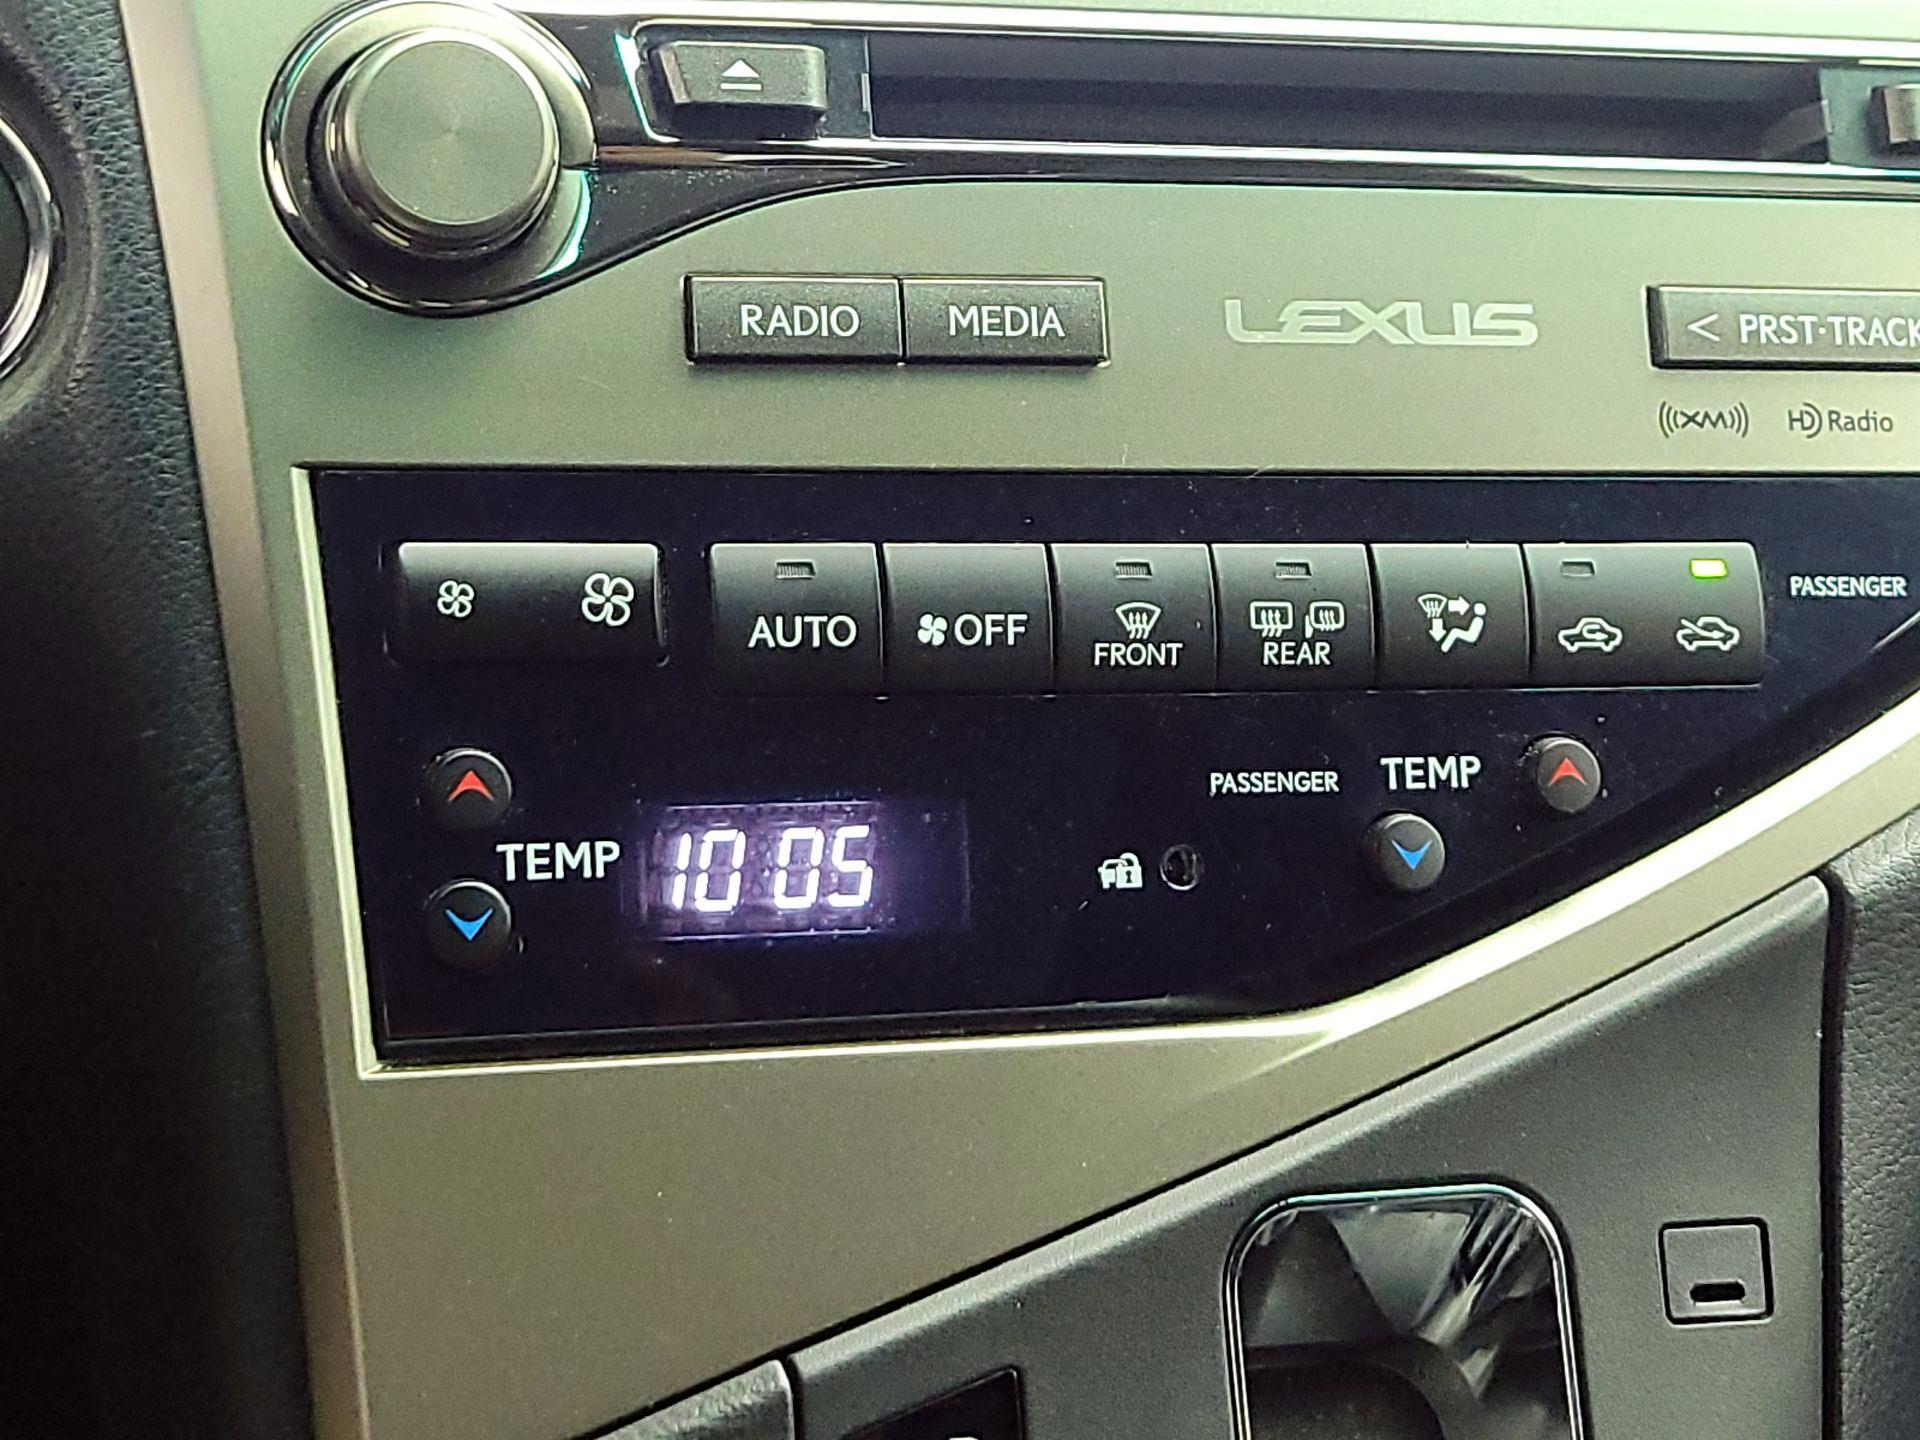 RADIO
MEDIA
LEXUS
< PRST·TRACK
((XM))
HD Radio
AUTO
OFF
FRONT
REAR
PASSENGER
TEMP
10 05
PASSENGER
TEMP